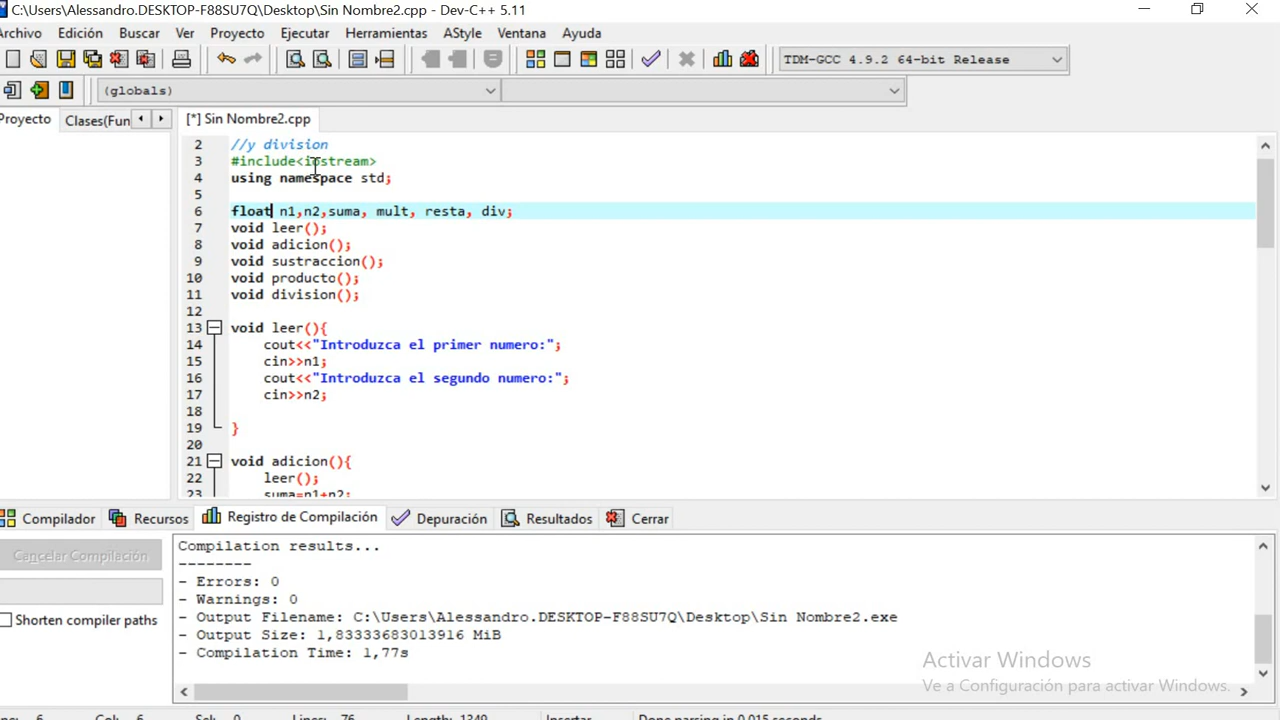 C:\Users\Alessandro.DESKTOP-F88SU7Q\Desktop\Sin Nombre2.cpp - Dev-C++ 5.11
Edición Buscar Ver Proyecto Ejecutar Herramientas AStyle Ventana Ayuda
TDM-GCC 4.9.2 64-bit Release
(globals)
Proyecto Clases(Fun [*] Sin Nombre2.cpp
2 //y division
3 #include<iostream>
4 using namespace std;
5
6 float n1,n2,suma, mult, resta, div;
7 void leer();
8 void adicion();
9 void sustraccion();
10 void producto();
11 void division();
12
13 void leer(){
14 cout<<"Introduzca el primer numero:";
15 cin>>n1;
16 cout<<"Introduzca el segundo numero:";
17 cin>>n2;
18
19 }
20
21 void adicion(){
22 leer();
23 suma=n1+n2;
Compilador Recursos Registro de Compilación Depuración Resultados Cerrar
Cancelar Compilación
Shorten compiler paths
Compilation results...
--------
- Errors: 0
- Warnings: 0
- Output Filename: C:\Users\Alessandro.DESKTOP-F88SU7Q\Desktop\Sin Nombre2.exe
- Output Size: 1,83333683013916 MiB
- Compilation Time: 1,77s
Activar Windows
Ve a Configuración para activar Windows.